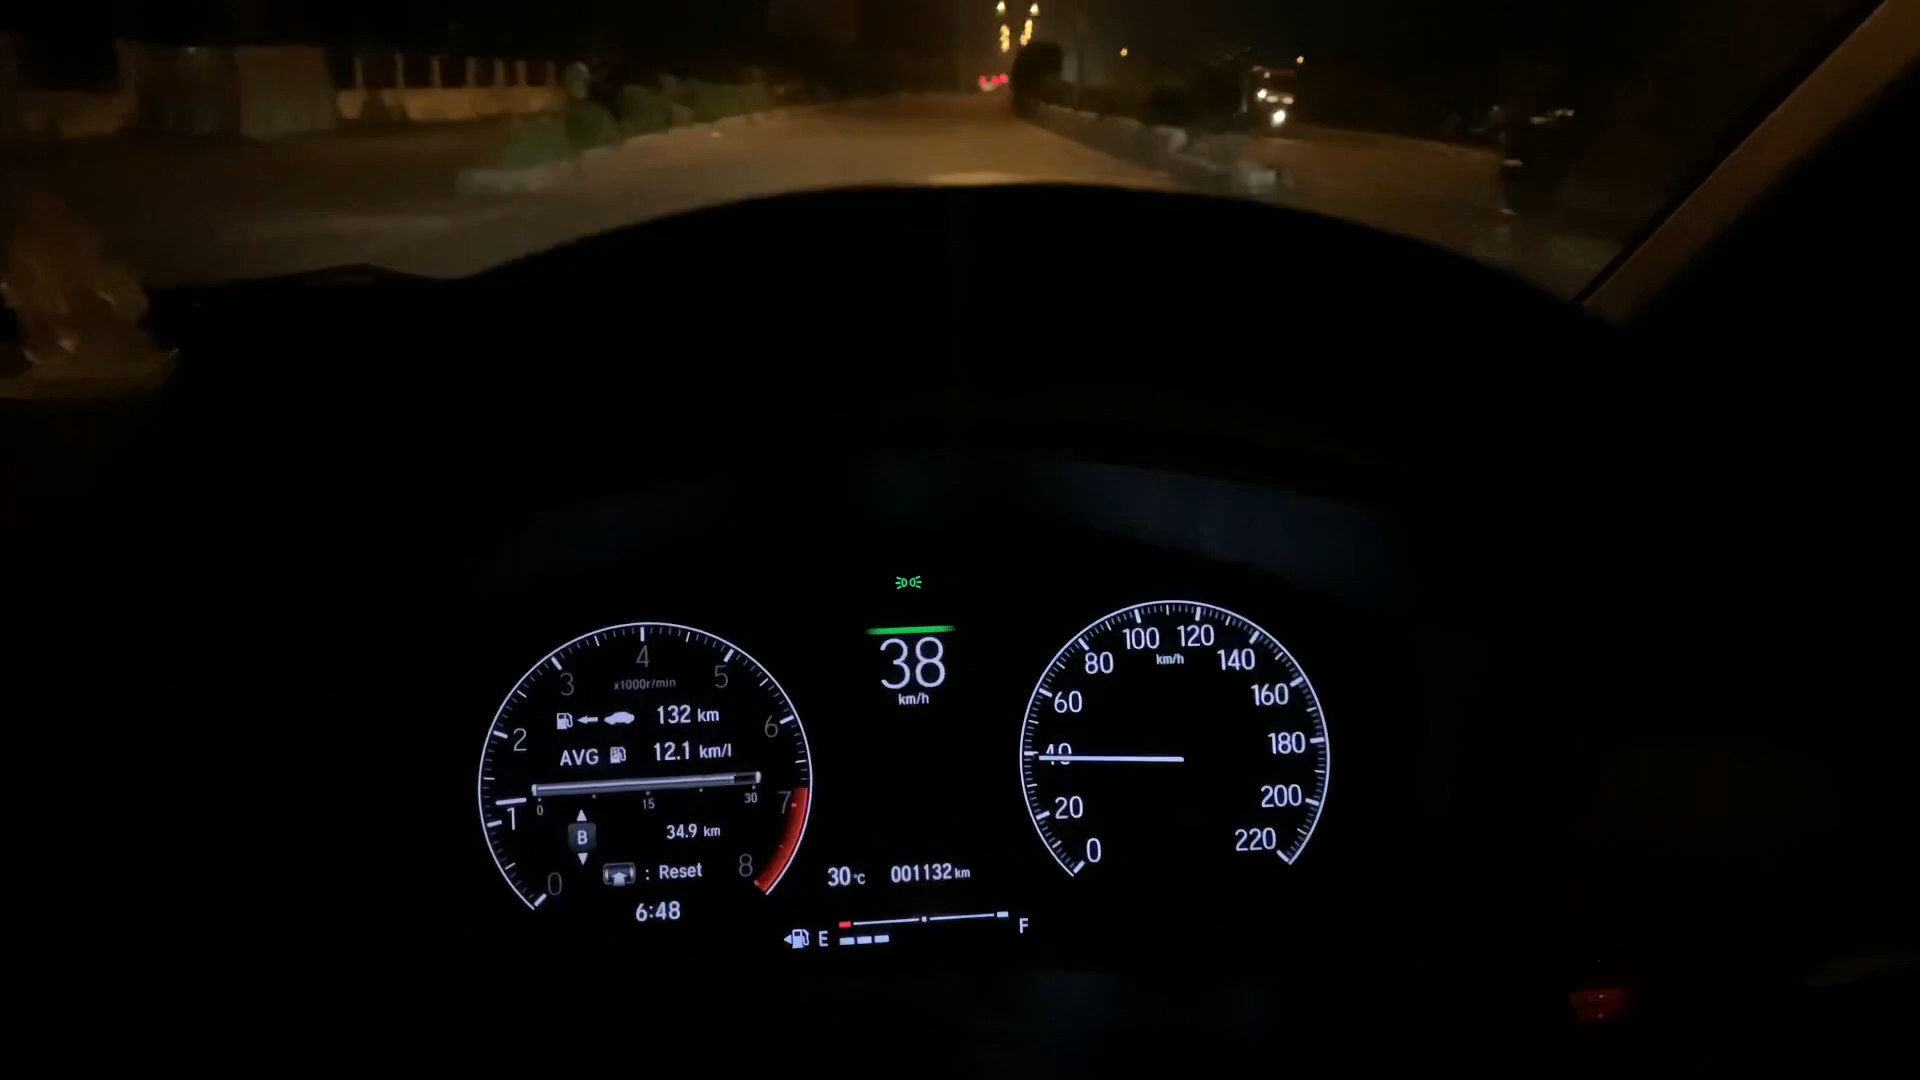 38
km/h
4
3
5
x1000r/min
132 km
2
6
AVG 12.1 km/l
0 15 30
1
7
B
34.9 km
: Reset
0
8
6:48
30°C 001132 km
E F
100 120
km/h
80 140
60 160
40 180
20 200
0 220